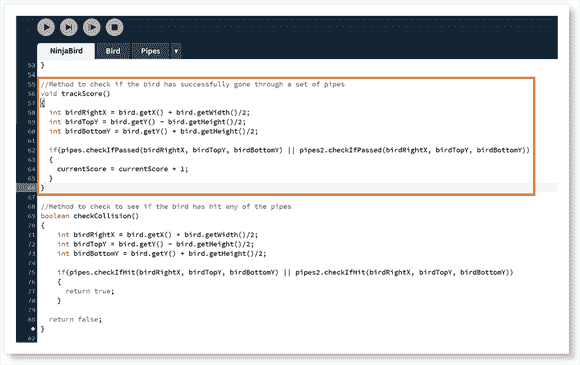 NinjaBird Bird Pipes ▼
53 }
55 //Method to check if the bird has successfully gone through a set of pipes
56 void trackScore()
57 {
58 int birdRightX = bird.getX() + bird.getWidth()/2;
59 int birdTopY = bird.getY() - bird.getHeight()/2;
60 int birdBottomY = bird.getY() + bird.getHeight()/2;
61
62 if(pipes.checkIfPassed(birdRightX, birdTopY, birdBottomY) || pipes2.checkIfPassed(birdRightX, birdTopY, birdBottomY))
63 {
64 currentScore = currentScore + 1;
65 }
}
67
68 //Method to check to see if the bird has hit any of the pipes
69 boolean checkCollision()
70 {
71 int birdRightX = bird.getX() + bird.getWidth()/2;
72 int birdTopY = bird.getY() - bird.getHeight()/2;
73 int birdBottomY = bird.getY() + bird.getHeight()/2;
74
75 if(pipes.checkIfHit(birdRightX, birdTopY, birdBottomY) || pipes2.checkIfHit(birdRightX, birdTopY, birdBottomY))
76 {
77 return true;
78 }
79 return false;
80 }
82